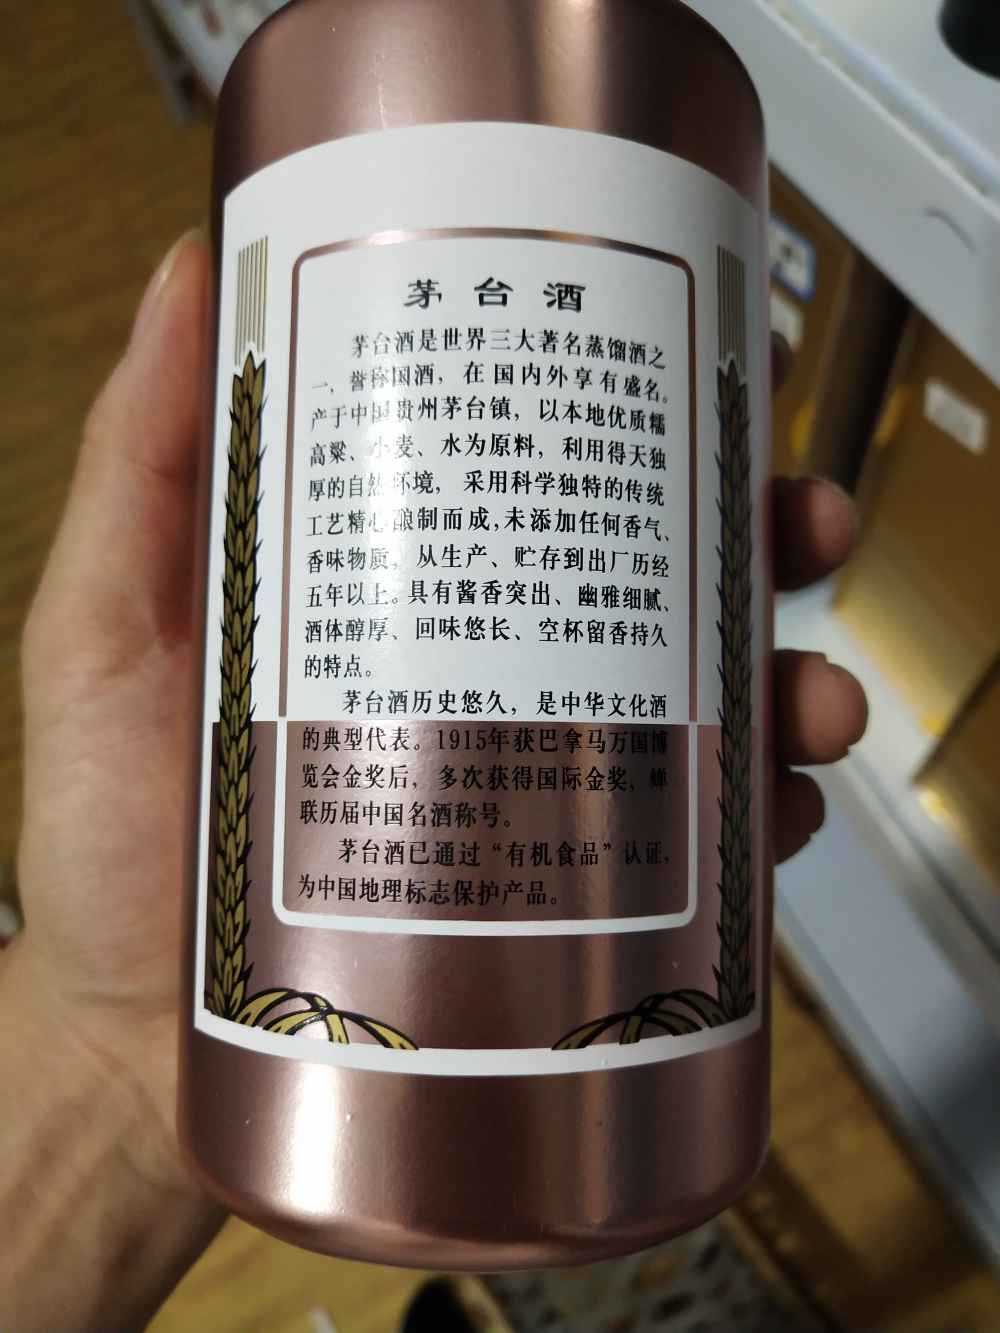 茅台酒
茅台酒是世界三大著名蒸馏酒之
一、誉称国酒，在国内外享有盛名。
产于中国贵州茅台镇，以本地优质糯
高粱、小麦、水为原料，利用得天独
厚的自然环境，采用科学独特的传统
工艺精心酿制而成,未添加任何香气、
香味物质，从生产、贮存到出厂历经
五年以上。具有酱香突出、幽雅细腻、
酒体醇厚、回味悠长、空杯留香持久
的特点。
茅台酒历史悠久，是中华文化酒
的典型代表。1915年获巴拿马万国博
览会金奖后，多次获得国际金奖，蝉
联历届中国名酒称号。
茅台酒已通过“有机食品”认证，
为中国地理标志保护产品。